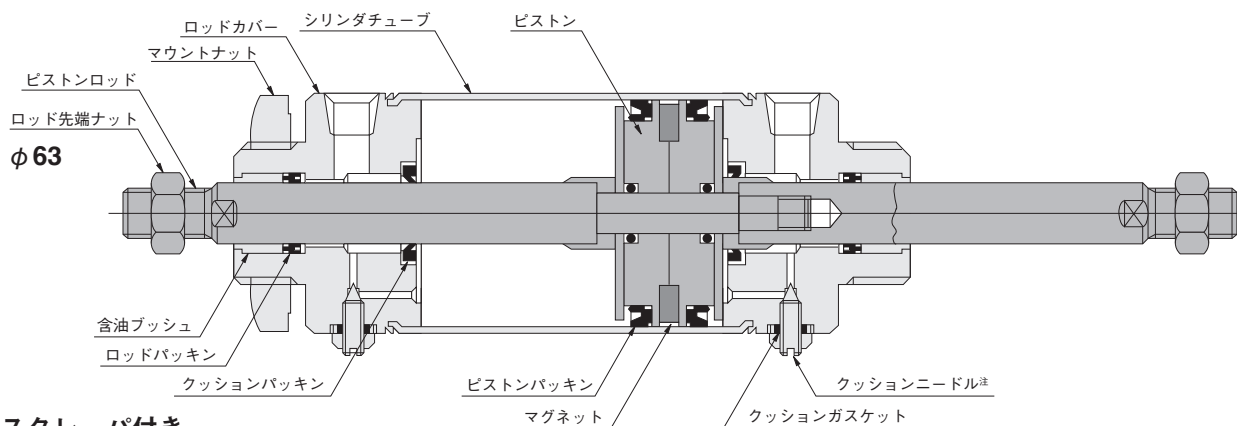 ロッドカバー
シリンダチューブ
ピストン
マウントナット
ピストンロッド
ロッド先端ナット
φ63
含油ブッシュ
ロッドパッキン
クッションパッキン
ピストンパッキン
クッションニードル注
マグネット
クッションガスケット